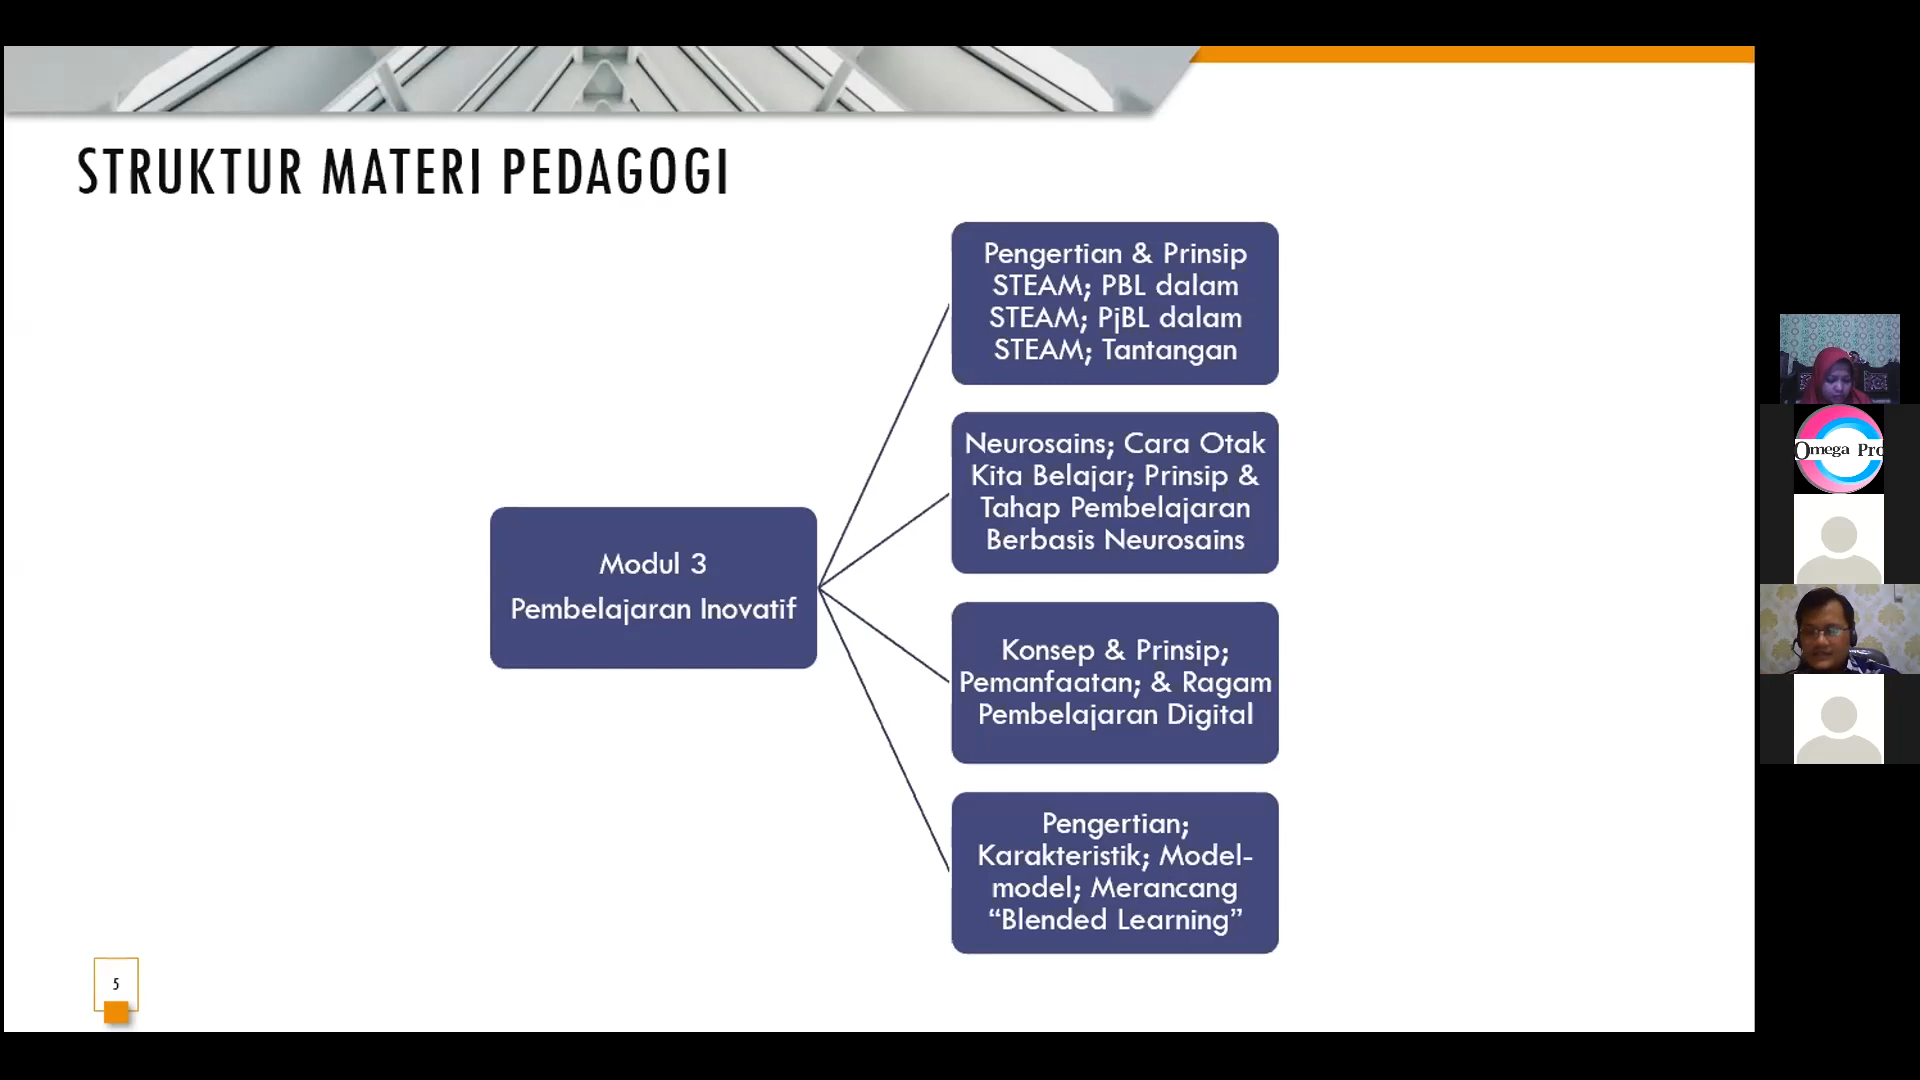 STRUKTUR MATERI PEDAGOGI
Modul 3
Pembelajaran Inovatif
Pengertian & Prinsip
STEAM; PBL dalam
STEAM; PjBL dalam
STEAM; Tantangan
Neurosains; Cara Otak
Kita Belajar; Prinsip &
Tahap Pembelajaran
Berbasis Neurosains
Konsep & Prinsip;
Pemanfaatan; & Ragam
Pembelajaran Digital
Pengertian;
Karakteristik; Model-
model; Merancang
“Blended Learning”
5
Omega Pro